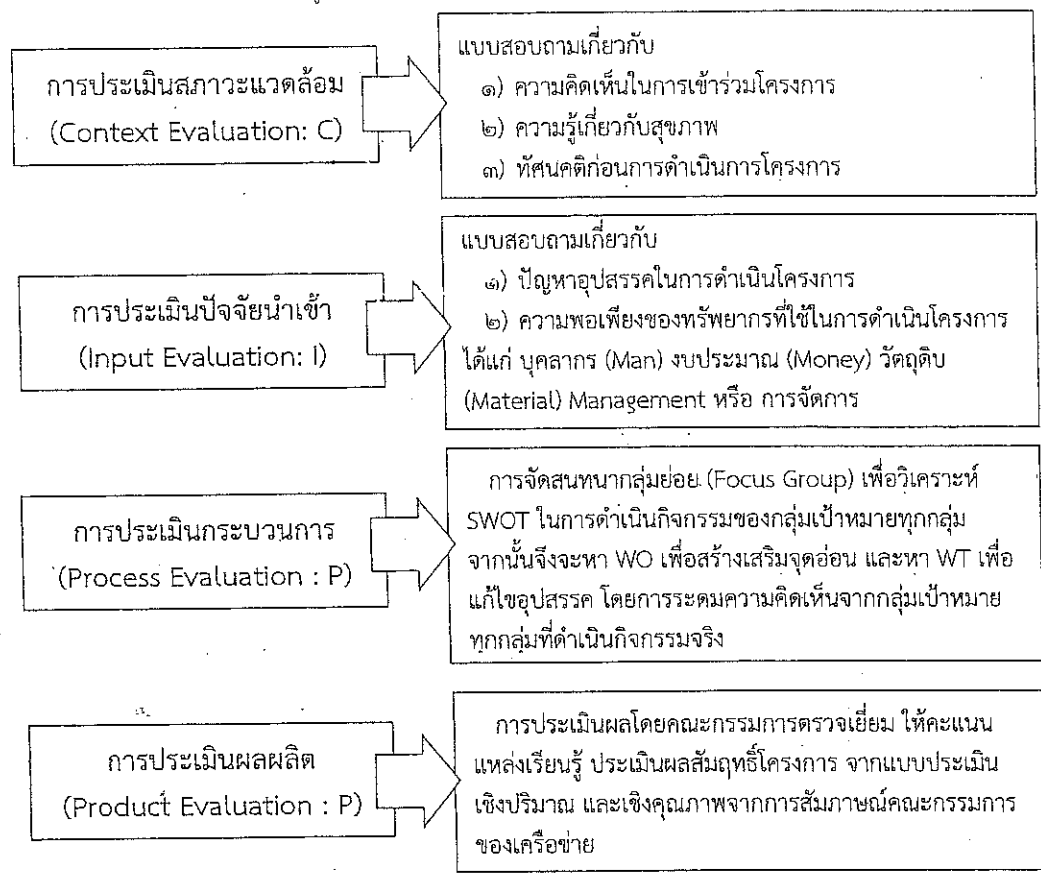 การประเมินสภาวะแวดล้อม
(Context Evaluation: C)
แบบสอบถามเกี่ยวกับ
๑) ความคิดเห็นในการเข้าร่วมโครงการ
๒) ความรู้เกี่ยวกับสุขภาพ
๓) ทัศนคติก่อนการดำเนินการโครงการ
การประเมินปัจจัยนำเข้า
(Input Evaluation: I)
แบบสอบถามเกี่ยวกับ
๑) ปัญหาอุปสรรคในการดำเนินโครงการ
๒) ความพอเพียงของทรัพยากรที่ใช้ในการดำเนินโครงการ
ได้แก่ บุคลากร (Man) งบประมาณ (Money) วัตถุดิบ
(Material) Management หรือ การจัดการ
การประเมินกระบวนการ
(Process Evaluation : P)
การจัดสนทนากลุ่มย่อย (Focus Group) เพื่อวิเคราะห์
SWOT ในการดำเนินกิจกรรมของกลุ่มเป้าหมายทุกกลุ่ม
จากนั้นจึงจะหา WO เพื่อสร้างเสริมจุดอ่อน และหา WT เพื่อ
แก้ไขอุปสรรค โดยการระดมความคิดเห็นจากกลุ่มเป้าหมาย
ทุกกลุ่มที่ดำเนินกิจกรรมจริง
การประเมินผลผลิต
(Product Evaluation : P)
การประเมินผลโดยคณะกรรมการตรวจเยี่ยม ให้คะแนน
แหล่งเรียนรู้ ประเมินผลสัมฤทธิ์โครงการ จากแบบประเมิน
เชิงปริมาณ และเชิงคุณภาพจากการสัมภาษณ์คณะกรรมการ
ของเครือข่าย